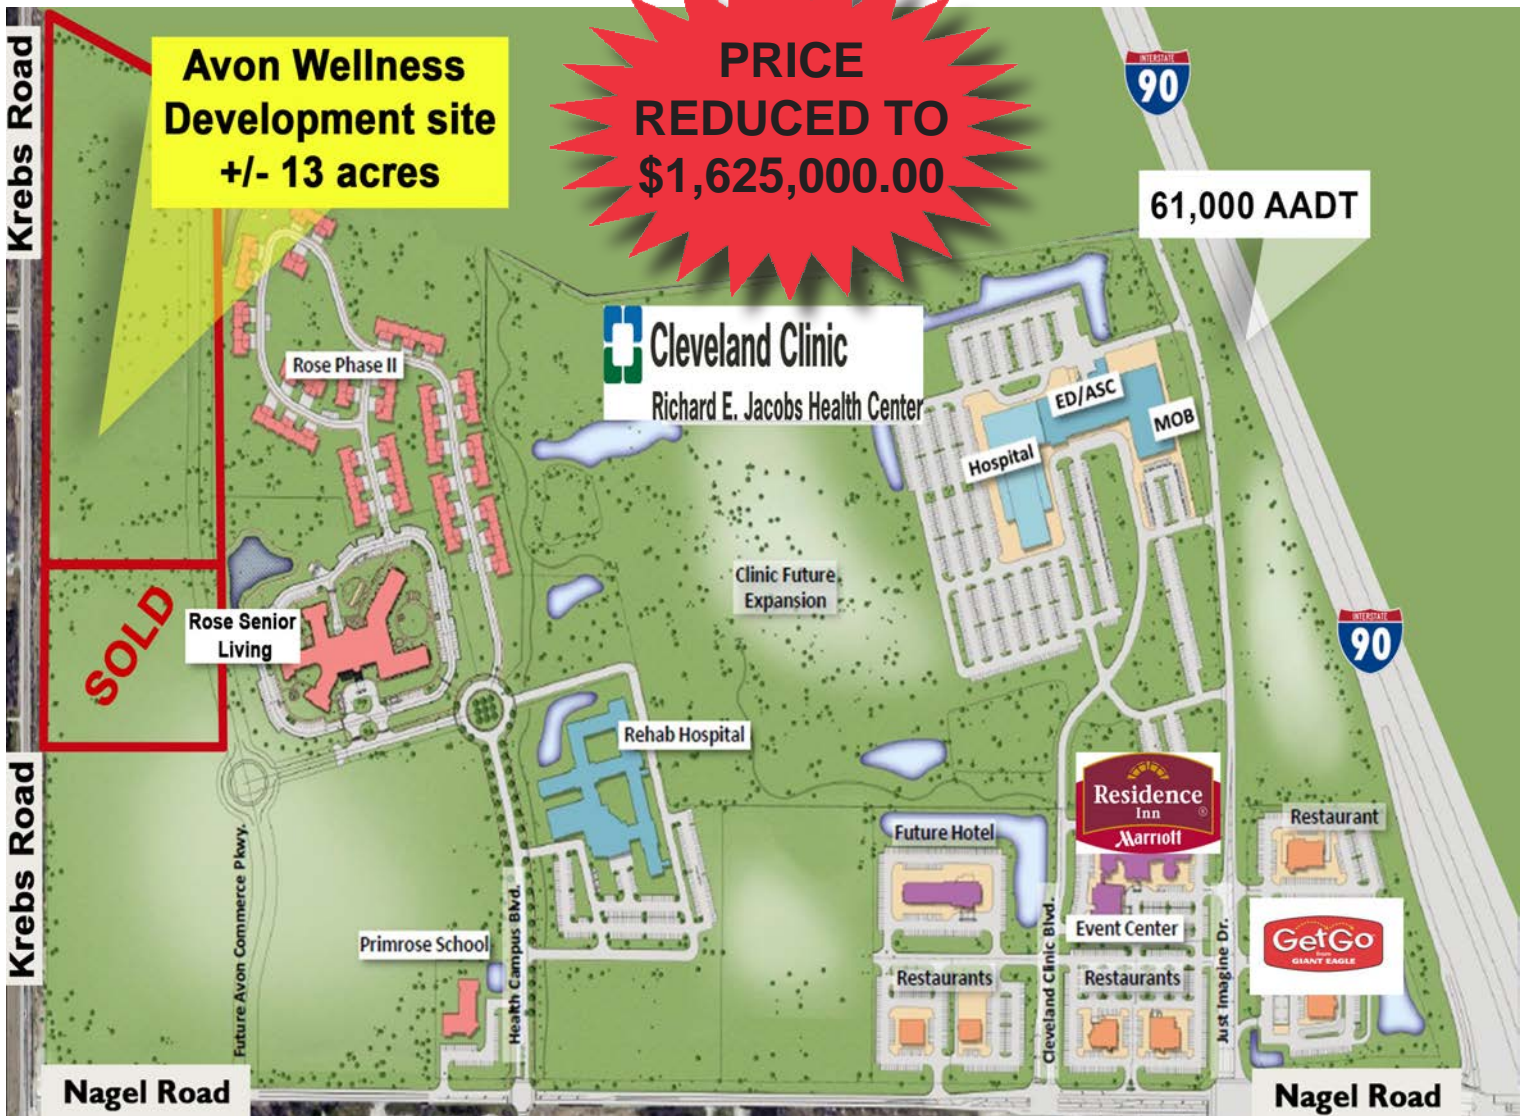 Krebs Road
Avon Wellness
Development site
+/- 13 acres
PRICE
REDUCED TO
$1,625,000.00
INTERSTATE
90
61,000 AADT
Rose Phase II
Cleveland Clinic
Richard E. Jacobs Health Center
ED/ASC
MOB
Hospital
Clinic Future
Expansion
SOLD
Rose Senior
Living
INTERSTATE
90
Rehab Hospital
Residence
Inn
®
Marriott
Restaurant
Future Hotel
Krebs Road
Future Avon Commerce Pkwy.
Health Campus Blvd.
Primrose School
Cleveland Clinic Blvd.
Event Center
Just Imagine Dr.
GetGo
from
GIANT EAGLE
Restaurants
Restaurants
Nagel Road
Nagel Road